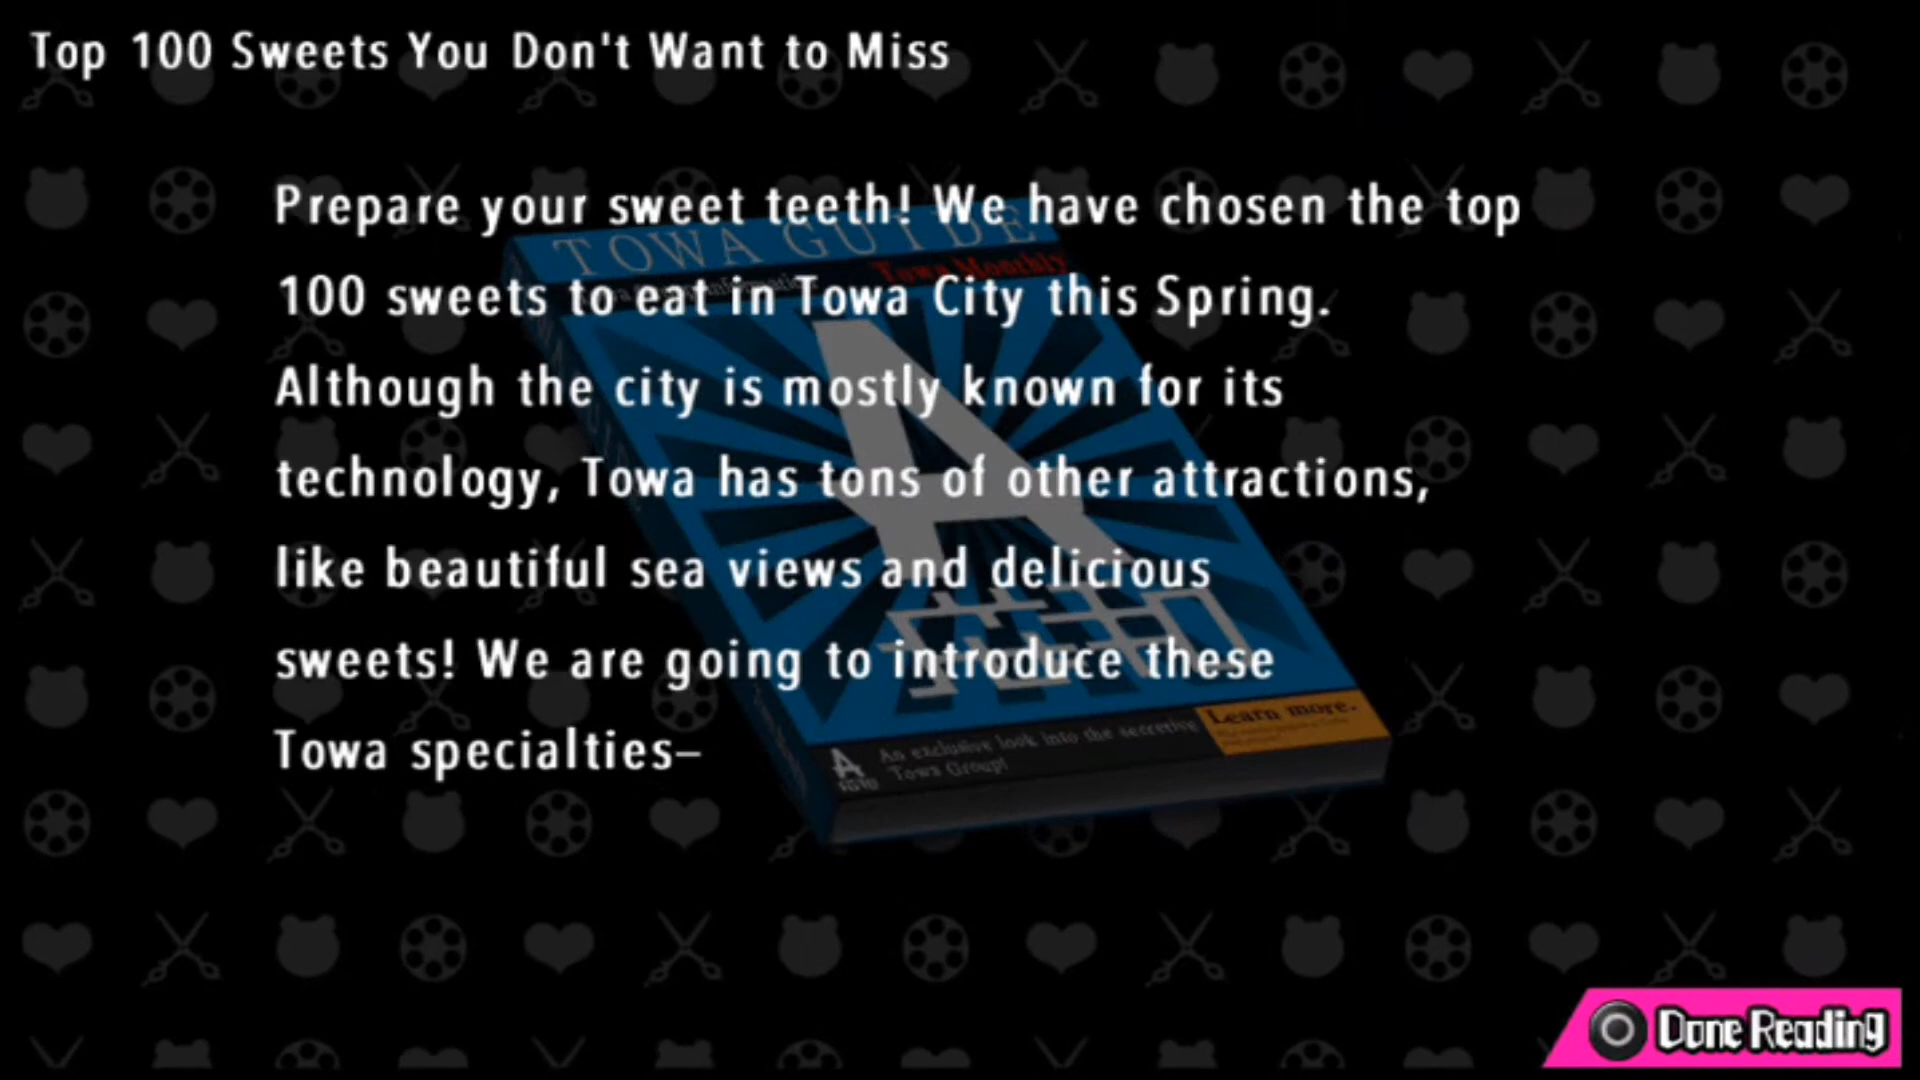 Top 100 Sweets You Don't Want to Miss
Prepare your sweet teeth! We have chosen the top
100 sweets to eat in Towa City this Spring.
Although the city is mostly known for its
technology, Towa has tons of other attractions,
like beautiful sea views and delicious
sweets! We are going to introduce these
Towa specialties—
TOWA GUIDE
Towa Monthly
A
Learn more.
An exclusive look into the secretive
Towa Group!
Done Reading